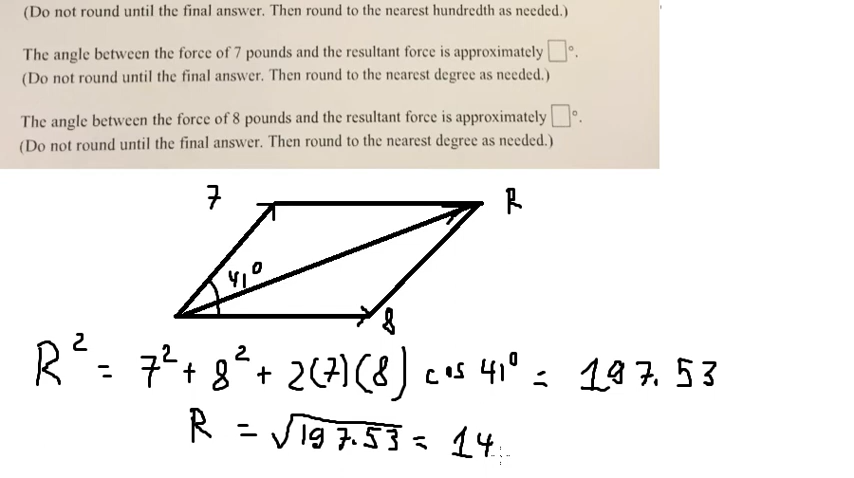 (Do not round until the final answer. Then round to the nearest hundredth as needed.)
The angle between the force of 7 pounds and the resultant force is approximately °.
(Do not round until the final answer. Then round to the nearest degree as needed.)
The angle between the force of 8 pounds and the resultant force is approximately °.
(Do not round until the final answer. Then round to the nearest degree as needed.)
7 R
41°
8
R² = 7² + 8² + 2(7)(8) cos 41° = 197.53
R = √197.53 = 14.